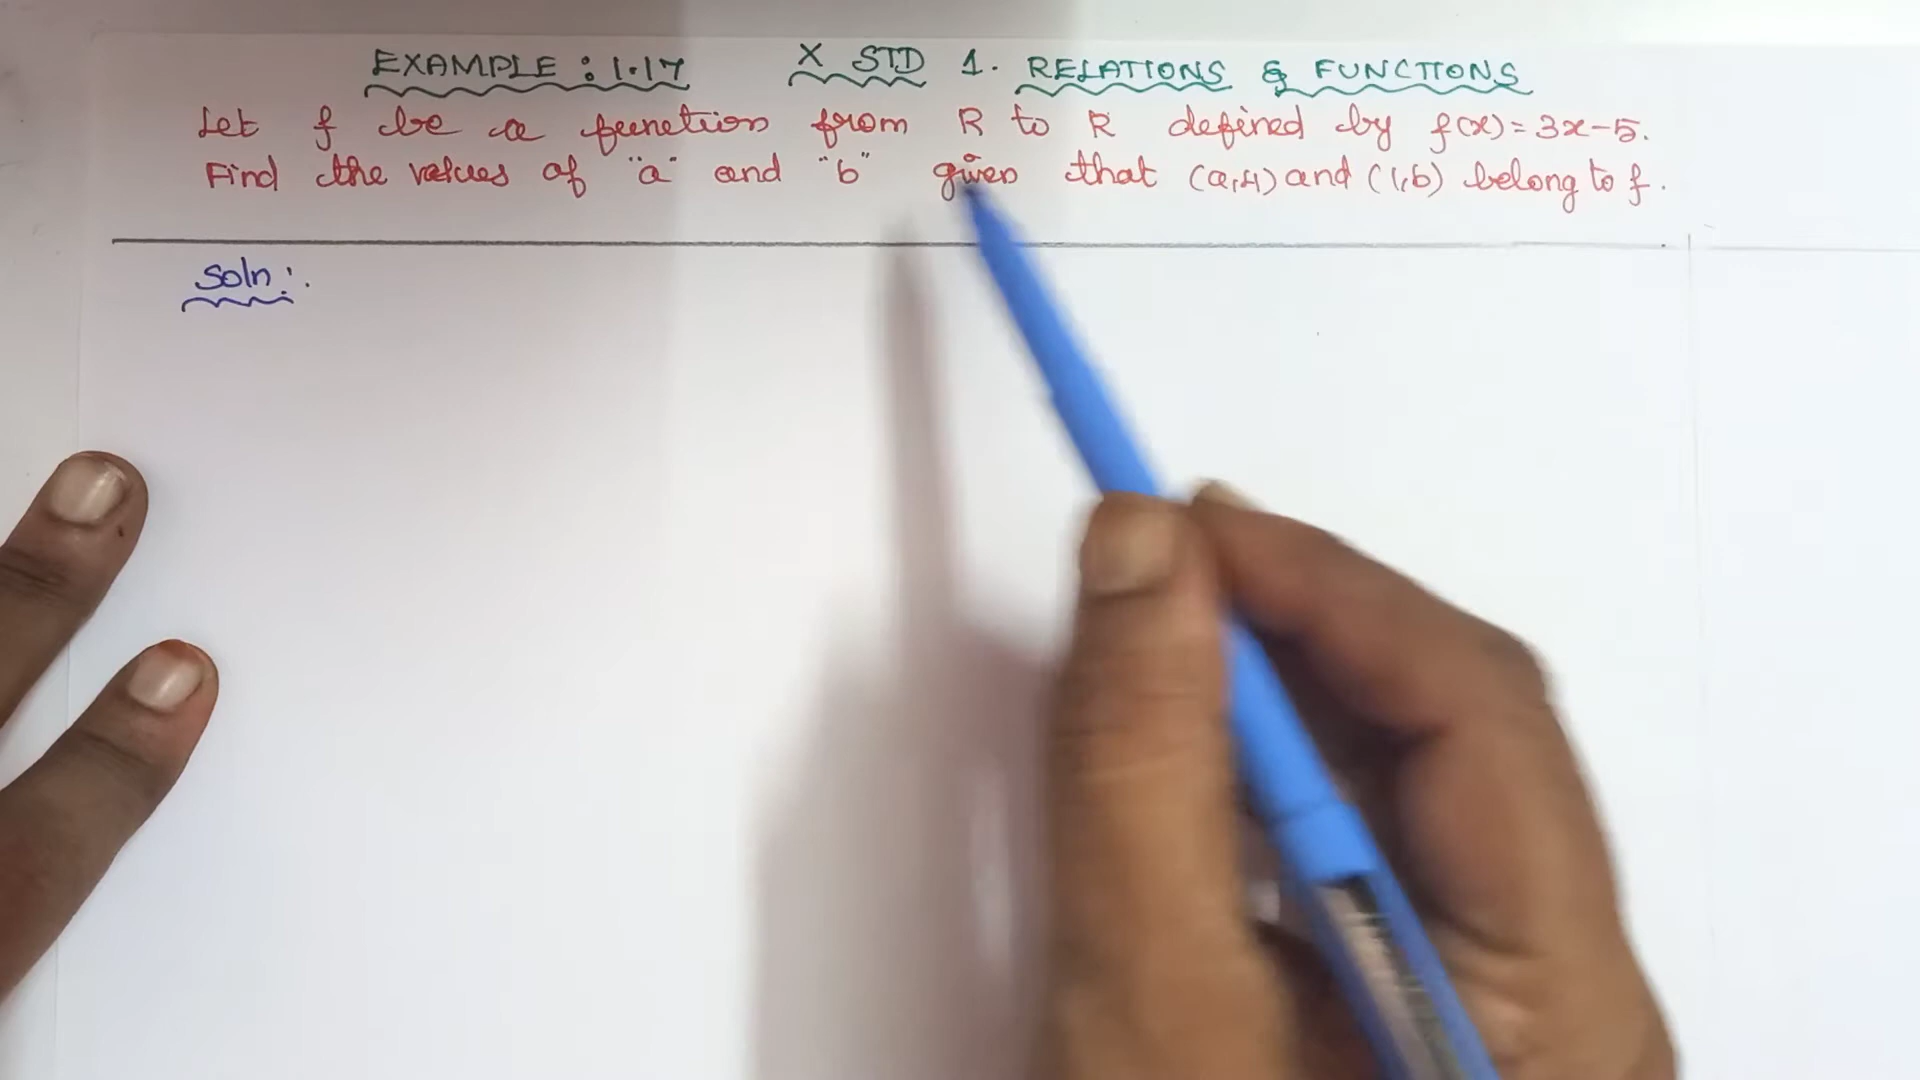 EXAMPLE : 1.17 X STD 1. RELATIONS & FUNCTIONS
Let f be a function from R to R defined by f(x) = 3x-5.
Find the values of "a" and "b" given that (a,4) and (1,b) belong to f.
Soln: